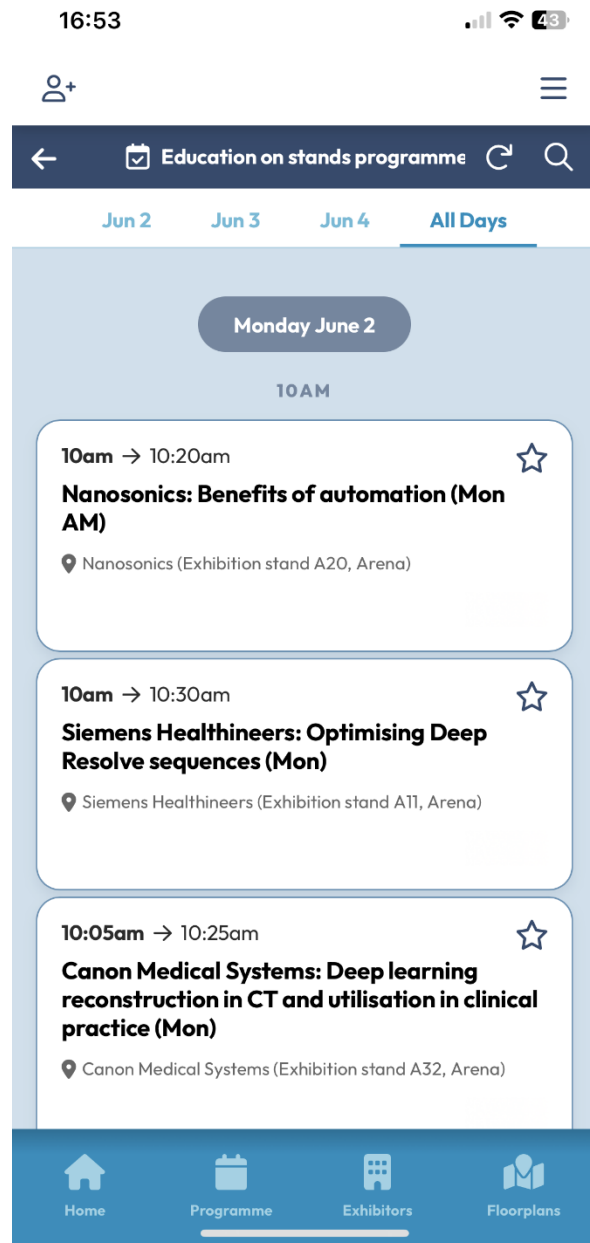 16:53
43
Education on stands programme
Jun 2 Jun 3 Jun 4 All Days
Monday June 2
10AM
10am → 10:20am
Nanosonics: Benefits of automation (Mon
AM)
Nanosonics (Exhibition stand A20, Arena)
10am → 10:30am
Siemens Healthineers: Optimising Deep
Resolve sequences (Mon)
Siemens Healthineers (Exhibition stand A11, Arena)
10:05am → 10:25am
Canon Medical Systems: Deep learning
reconstruction in CT and utilisation in clinical
practice (Mon)
Canon Medical Systems (Exhibition stand A32, Arena)
Home Programme Exhibitors Floorplans